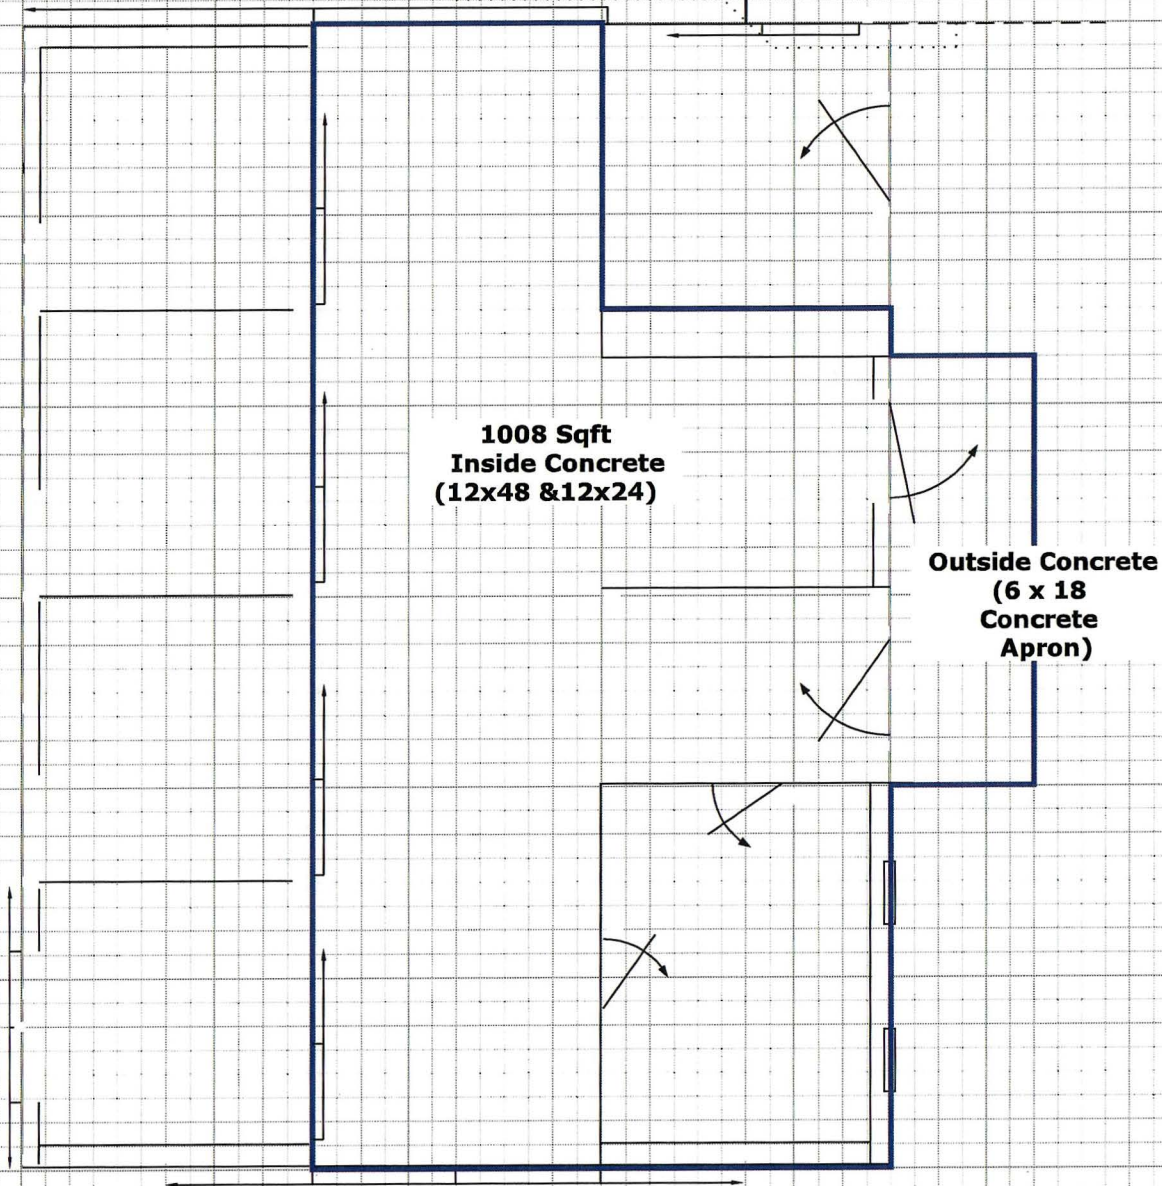 1008 Sqft
Inside Concrete
(12x48 &12x24)
Outside Concrete
(6 x 18
Concrete
Apron)